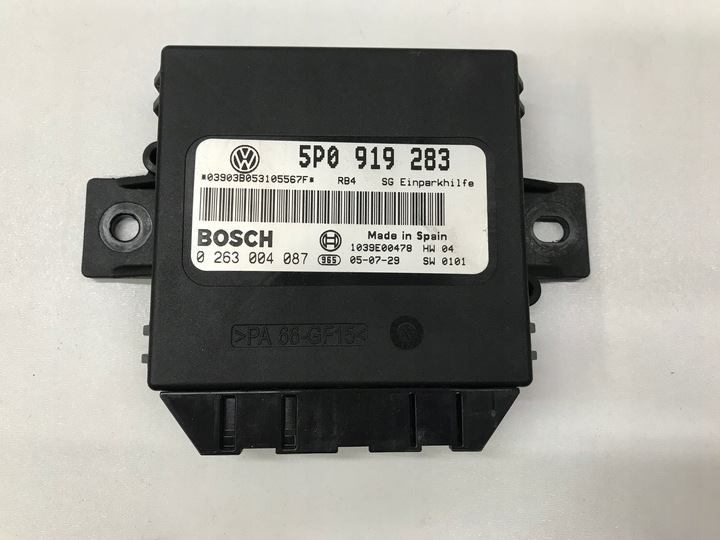 5P0 919 283
*03903B053105567F* RB4 SG Einparkhilfe
BOSCH
Made in Spain
1039E00478 HW 04
0 263 004 087 965 05-07-29 SW 0101
>PA 66-GF15<